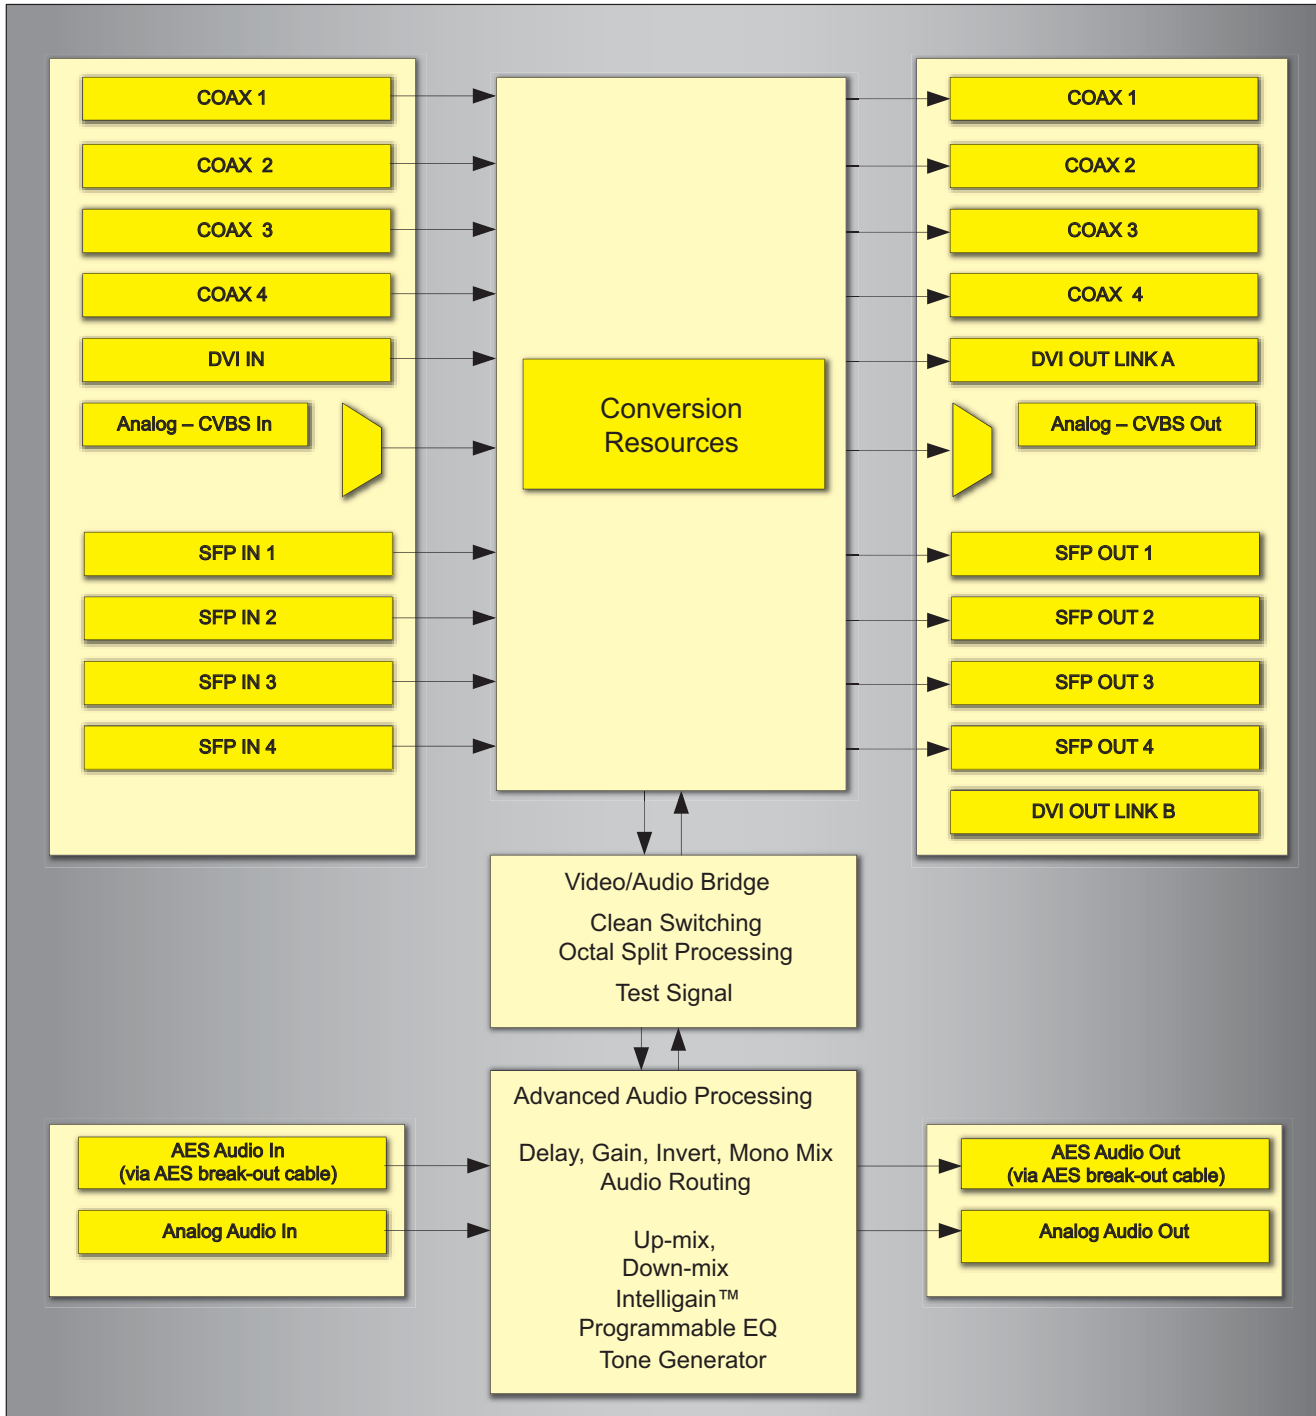 COAX 1
COAX 2
COAX 3
COAX 4
DVI IN
Analog – CVBS In
SFP IN 1
SFP IN 2
SFP IN 3
SFP IN 4
Conversion
Resources
COAX 1
COAX 2
COAX 3
COAX 4
DVI OUT LINK A
Analog – CVBS Out
SFP OUT 1
SFP OUT 2
SFP OUT 3
SFP OUT 4
DVI OUT LINK B
Video/Audio Bridge
Clean Switching
Octal Split Processing
Test Signal
AES Audio In
(via AES break-out cable)
Analog Audio In
Advanced Audio Processing
Delay, Gain, Invert, Mono Mix
Audio Routing
Up-mix,
Down-mix
Intelligain™
Programmable EQ
Tone Generator
AES Audio Out
(via AES break-out cable)
Analog Audio Out